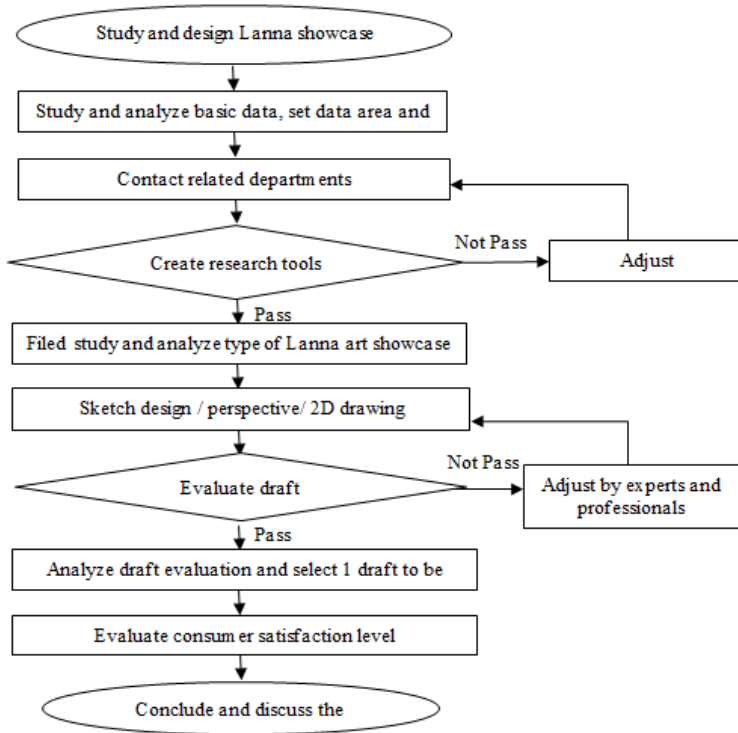 Study and design Lanna showcase
Study and analyze basic data, set data area and
Contact related departments
Not Pass
Create research tools
Adjust
Pass
Filed study and analyze type of Lanna art showcase
Sketch design / perspective/ 2D drawing
Not Pass
Evaluate draft
Adjust by experts and
professionals
Pass
Analyze draft evaluation and select 1 draft to be
Evaluate consumer satisfaction level
Conclude and discuss the